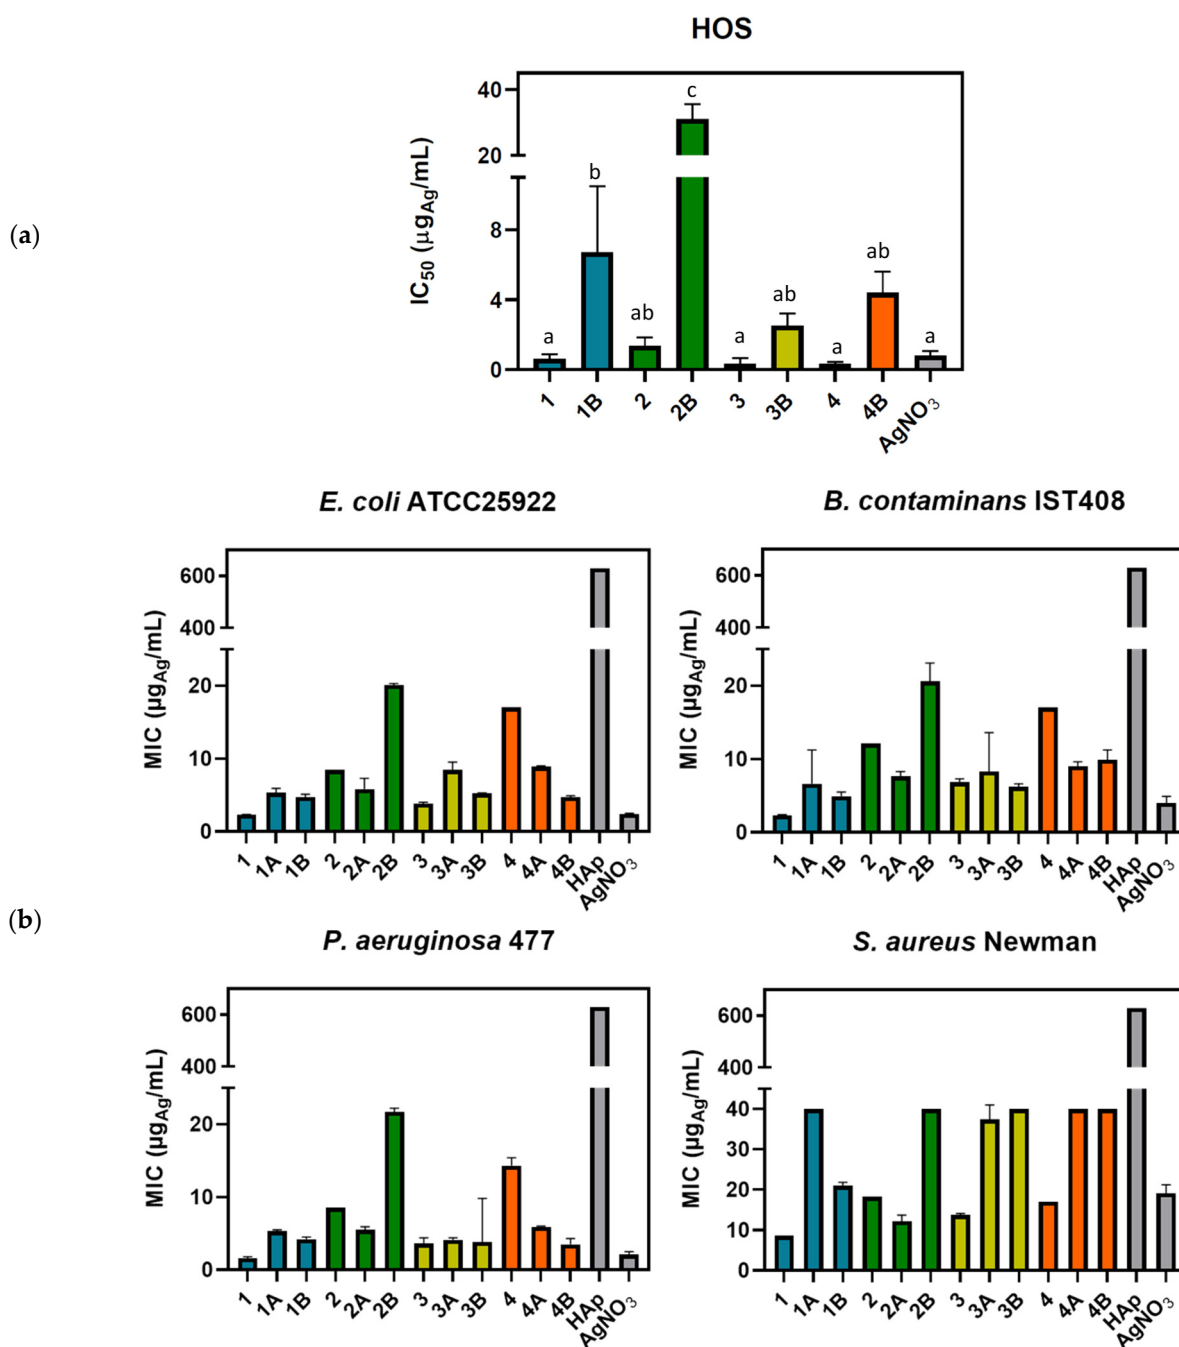 HOS
(a)
IC50 (µgAg/mL)
40
20
8
4
0
a
b
ab
c
a
ab
a
ab
a
1
1B
2
2B
3
3B
4
4B
AgNO3
(b)
E. coli ATCC25922
MIC (µgAg/mL)
600
400
20
10
0
1
1A
1B
2
2A
2B
3
3A
3B
4
4A
4B
HAp
AgNO3
B. contaminans IST408
MIC (µgAg/mL)
600
400
20
10
0
1
1A
1B
2
2A
2B
3
3A
3B
4
4A
4B
HAp
AgNO3
P. aeruginosa 477
MIC (µgAg/mL)
600
400
20
10
0
1
1A
1B
2
2A
2B
3
3A
3B
4
4A
4B
HAp
AgNO3
S. aureus Newman
MIC (µgAg/mL)
600
400
40
30
20
10
0
1
1A
1B
2
2A
2B
3
3A
3B
4
4A
4B
HAp
AgNO3